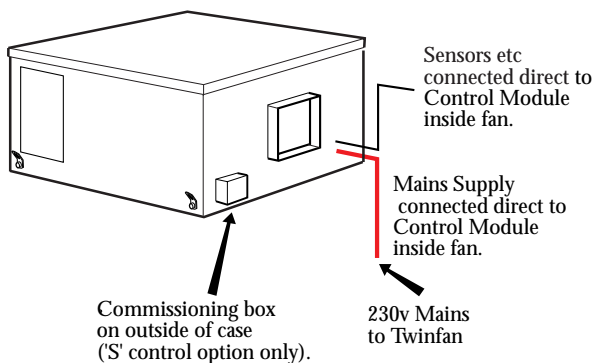 Sensors etc
connected direct to
Control Module
inside fan.
Mains Supply
connected direct to
Control Module
inside fan.
Commissioning box
on outside of case
('S' control option only).
230v Mains
to Twinfan